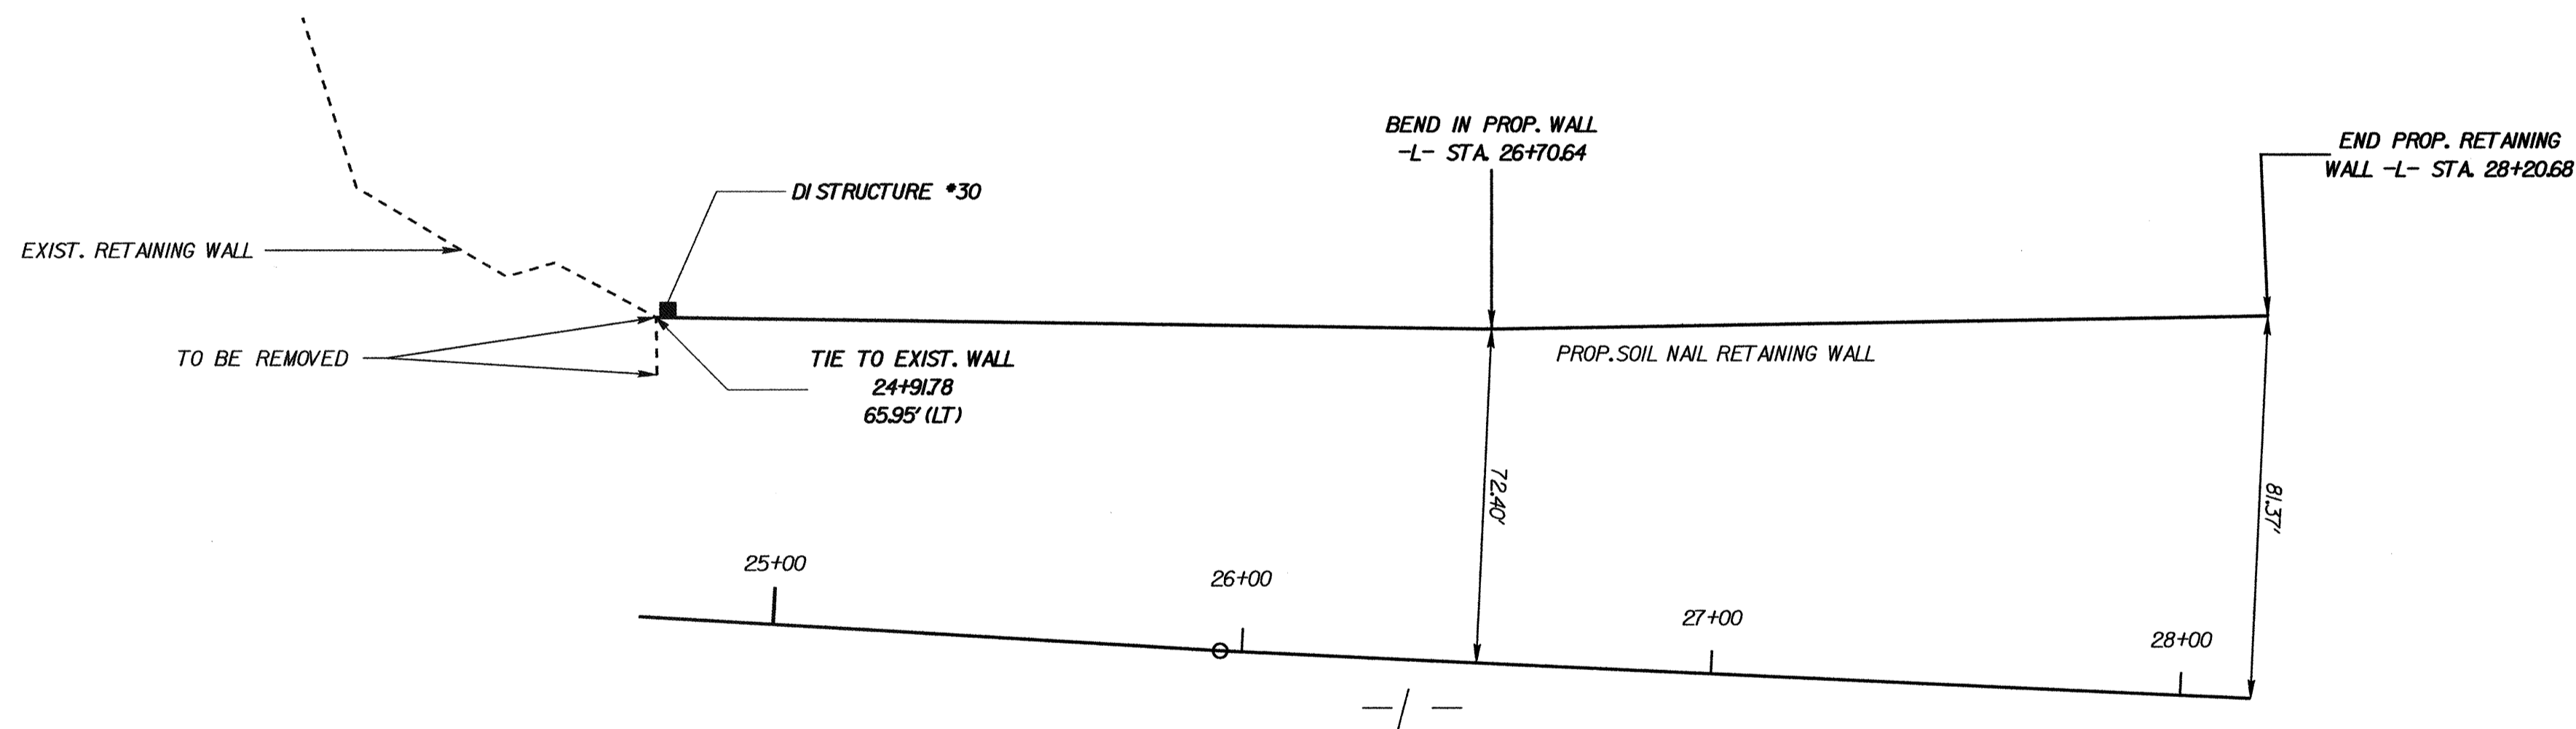 BEND IN PROP. WALL
-L- STA. 26+70.64
END PROP. RETAINING
WALL -L- STA. 28+20.68
DI STRUCTURE #30
EXIST. RETAINING WALL
TO BE REMOVED
TIE TO EXIST. WALL
24+91.78
65.95' (LT)
PROP. SOIL NAIL RETAINING WALL
72.40'
81.37'
25+00
26+00
27+00
28+00